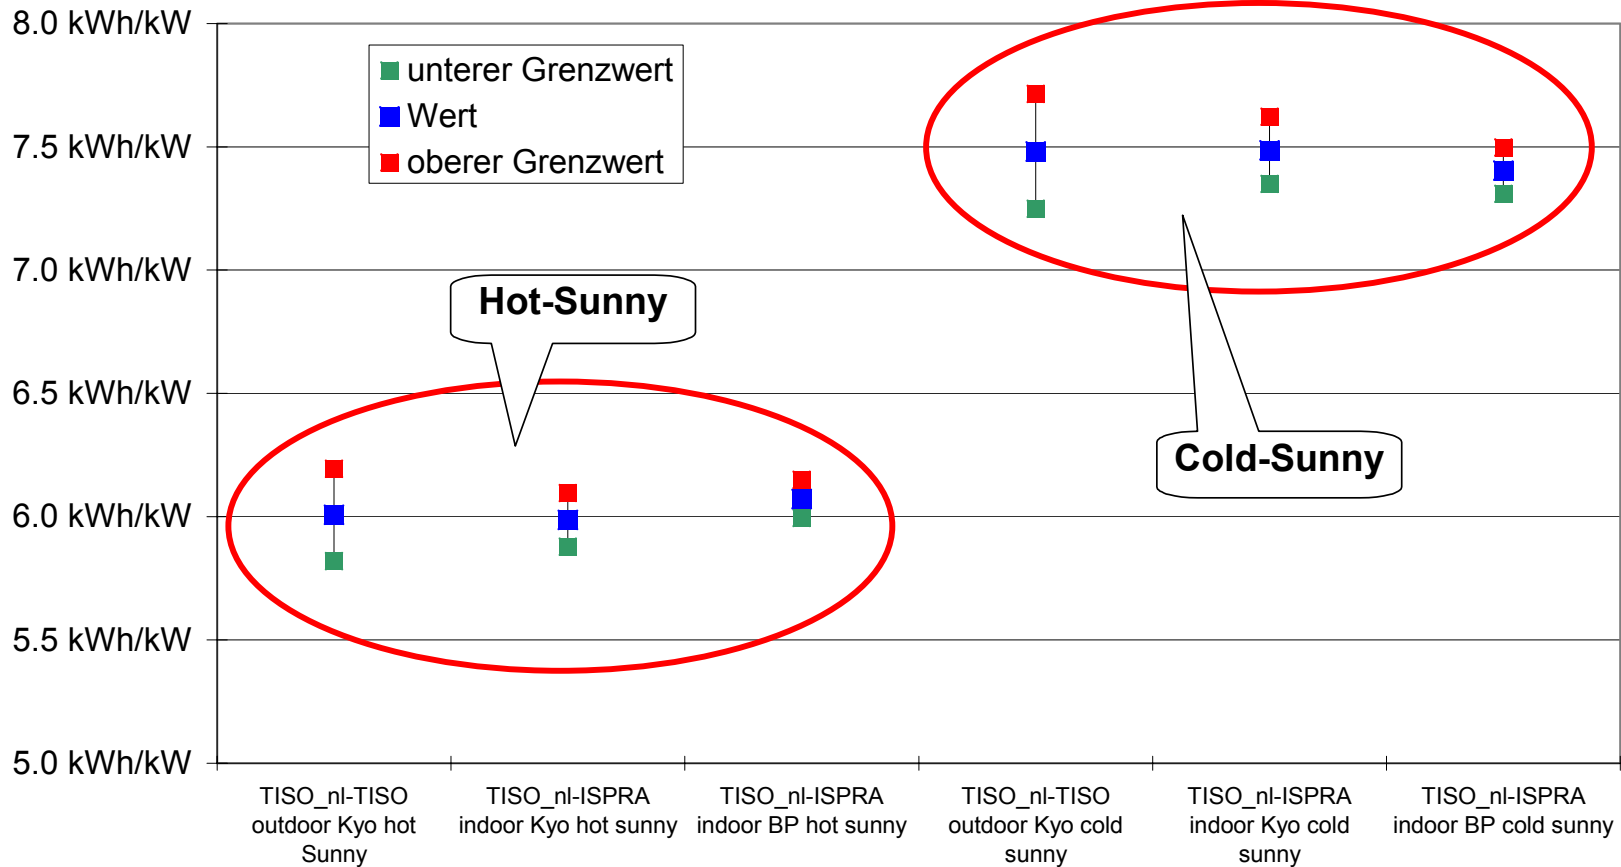 8.0 kWh/kW
7.5 kWh/kW
7.0 kWh/kW
6.5 kWh/kW
6.0 kWh/kW
5.5 kWh/kW
5.0 kWh/kW
unterer Grenzwert
Wert
oberer Grenzwert
Hot-Sunny
Cold-Sunny
TISO_nl-TISO
outdoor Kyo hot
Sunny
TISO_nl-ISPRA
indoor Kyo hot sunny
TISO_nl-ISPRA
indoor BP hot sunny
TISO_nl-TISO
outdoor Kyo cold
sunny
TISO_nl-ISPRA
indoor Kyo cold
sunny
TISO_nl-ISPRA
indoor BP cold sunny